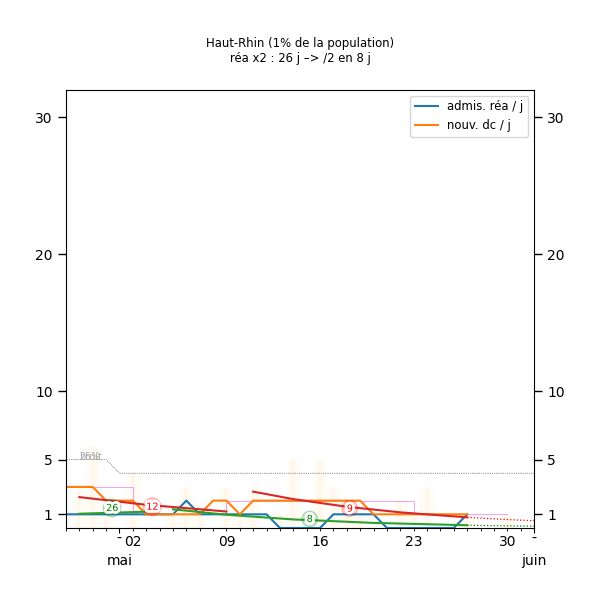 Haut-Rhin (1% de la population)
réa x2 : 26 j –> /2 en 8 j
admis. réa / j
nouv. dc / j
30 30
20 20
10 10
5 5
1 1
26 12 8 9
02 09 16 23 30
mai juin